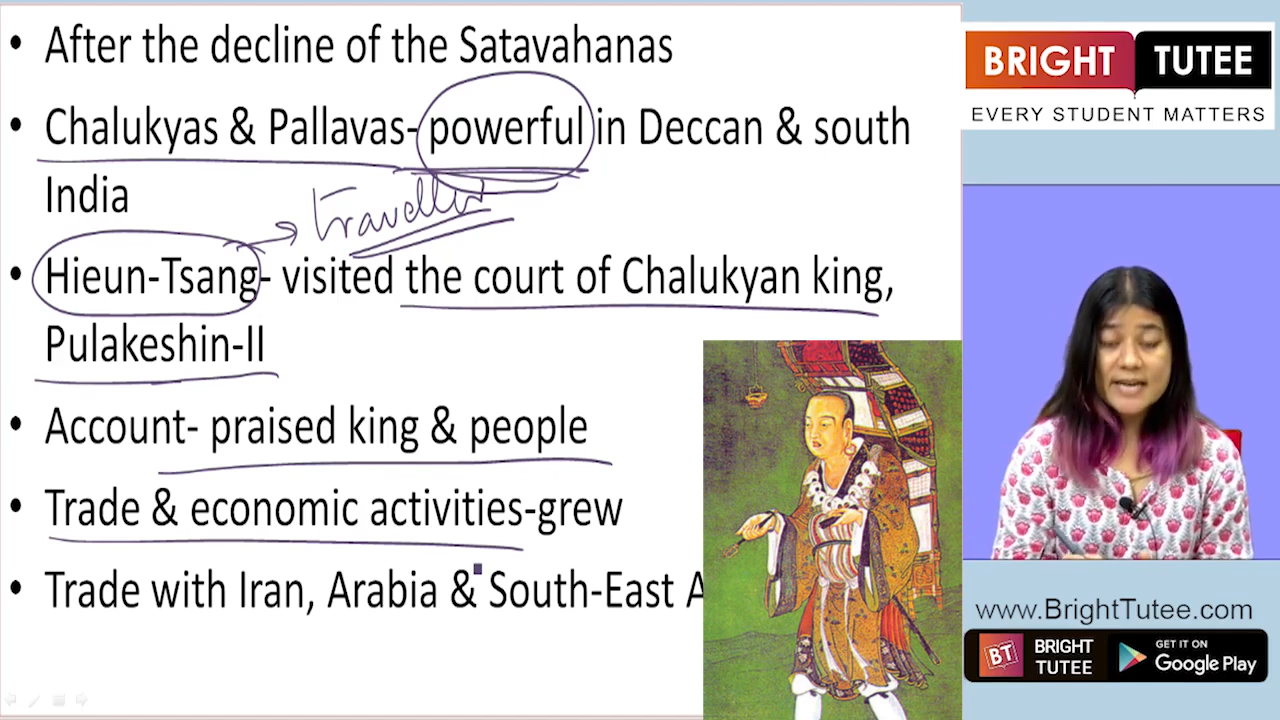 • After the decline of the Satavahanas
• Chalukyas & Pallavas- powerful in Deccan & south
India
traveller
• Hieun-Tsang- visited the court of Chalukyan king,
Pulakeshin-II
• Account- praised king & people
• Trade & economic activities-grew
• Trade with Iran, Arabia & South-East A
BRIGHT TUTEE
EVERY STUDENT MATTERS
www.BrightTutee.com
BT BRIGHT TUTEE
GET IT ON
Google Play